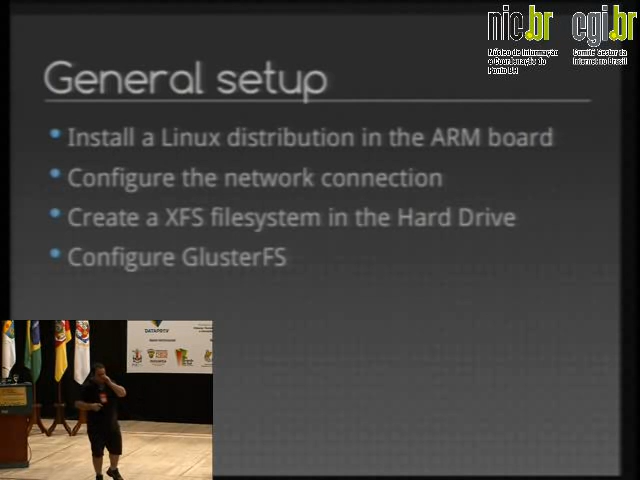 nic.br cgi.br
Núcleo de Informação
e Coordenação do
Ponto BR
Comitê Gestor da
Internet no Brasil
General setup
Install a Linux distribution in the ARM board
Configure the network connection
Create a XFS filesystem in the Hard Drive
Configure GlusterFS